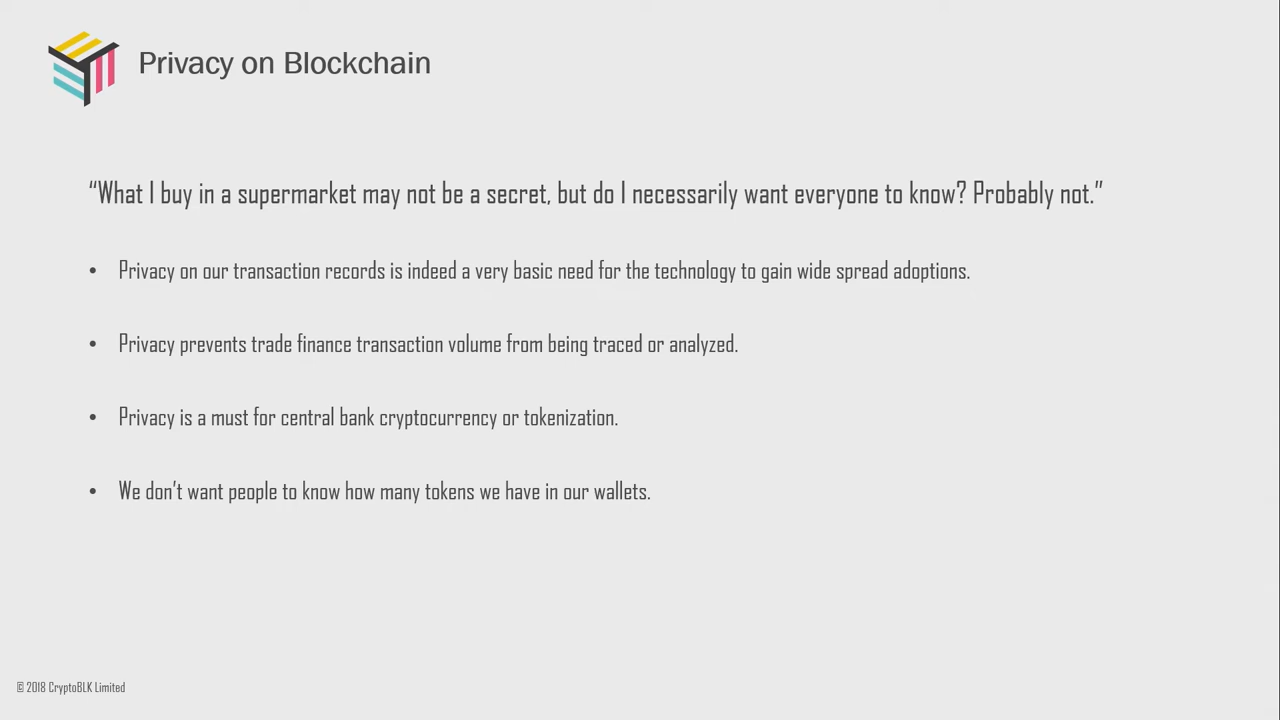 Privacy on Blockchain
“What I buy in a supermarket may not be a secret, but do I necessarily want everyone to know? Probably not.”
• Privacy on our transaction records is indeed a very basic need for the technology to gain wide spread adoptions.
• Privacy prevents trade finance transaction volume from being traced or analyzed.
• Privacy is a must for central bank cryptocurrency or tokenization.
• We don’t want people to know how many tokens we have in our wallets.
© 2018 CryptoBLK Limited